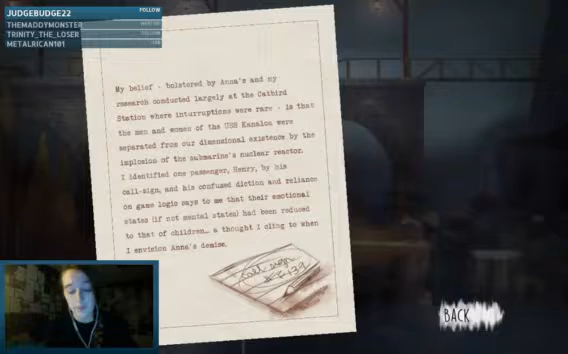 JUDGEBUDGE22
FOLLOW
THEMADDYMONSTER
TRINITY_THE_LOSER
METALRICAN101
My belief - bolstered by Anna's and my
research conducted largely at the Catbird
Station where inturruptions were rare - is that
the men and women of the USS Kanaloa were
separated from our dimensional existence by the
implosion of the submarine's nuclear reactor.
I identified one passenger, Henry, by his
call-sign, and his confused diction and reliance
on game logic says to me that their emotional
states (if not mental states) had been reduced
to that of children… a thought I cling to when
I envision Anna's demise.
call sign
BACK